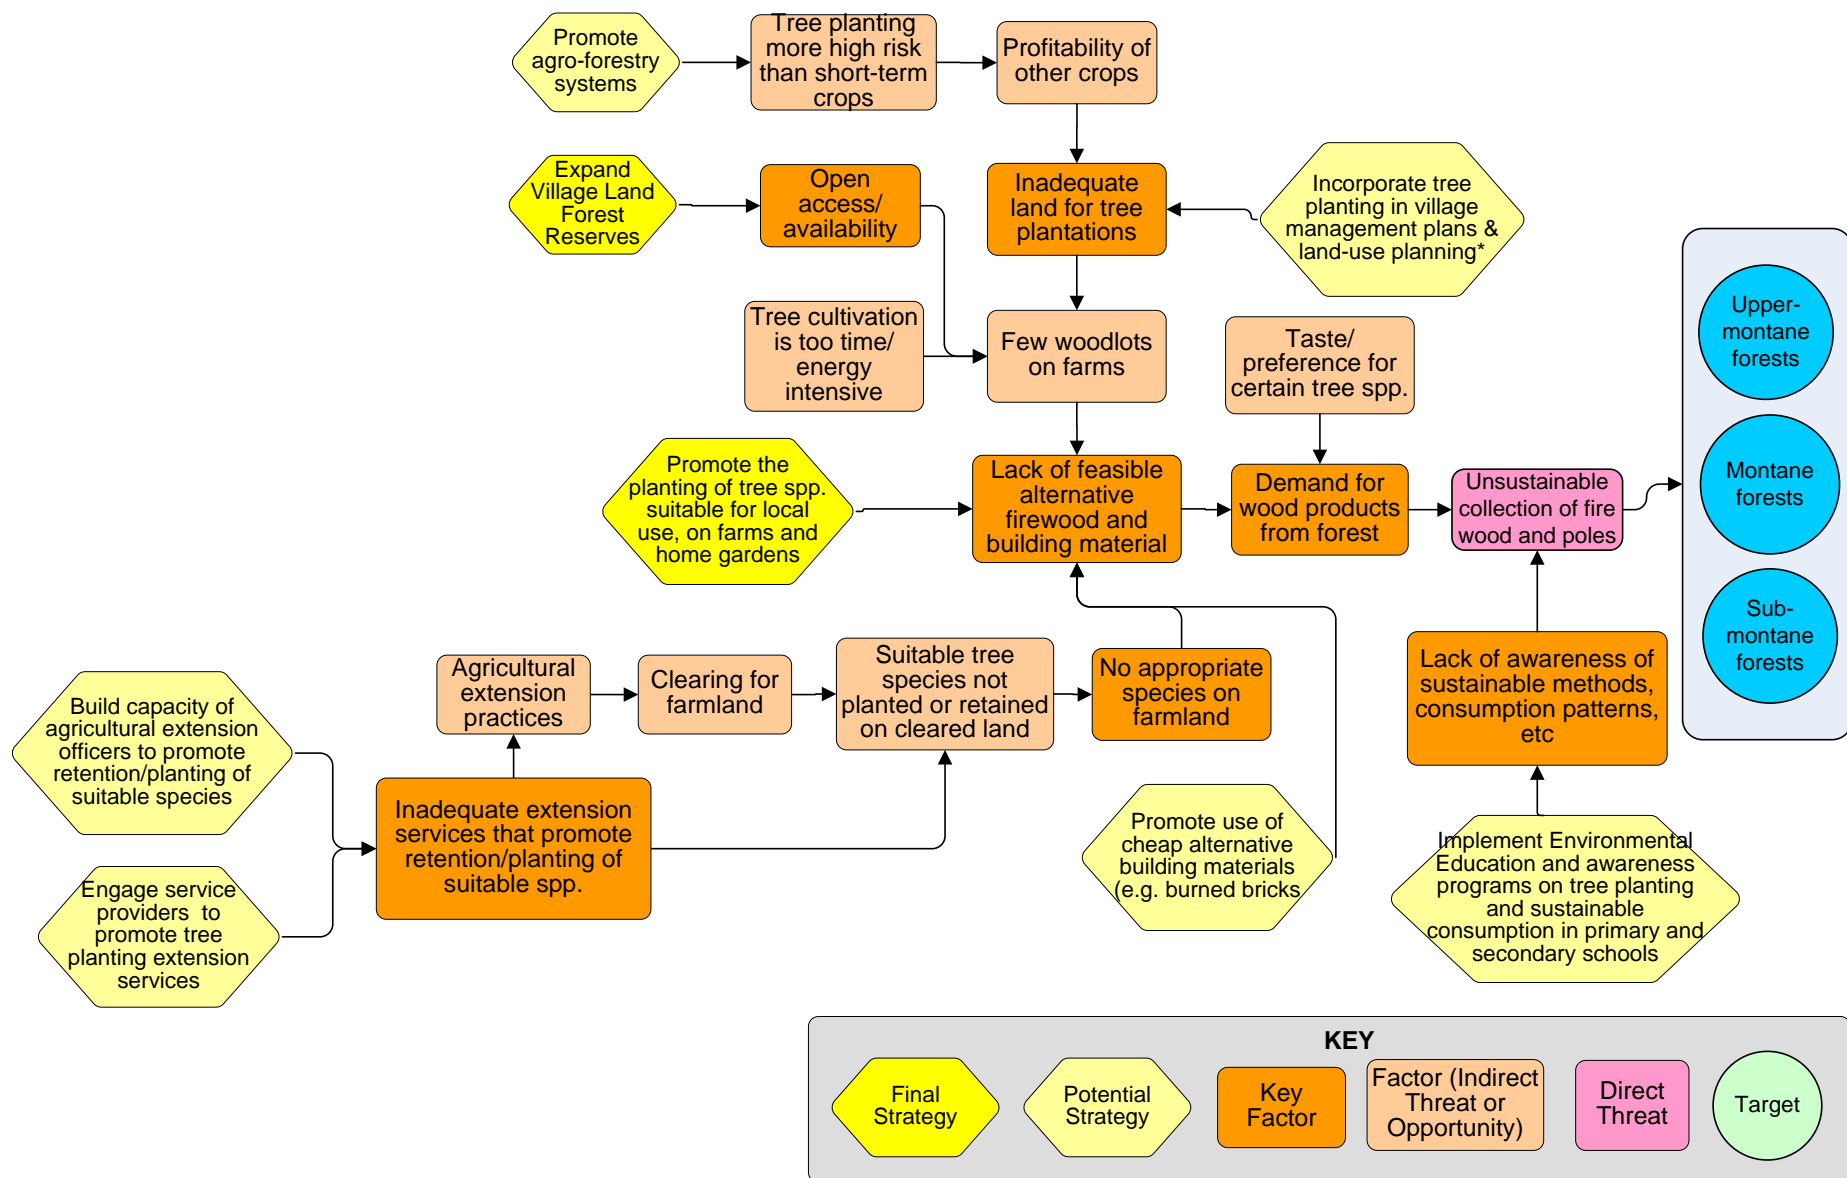 Promote
agro-forestry
systems
Tree planting
more high risk
than short-term
crops
Profitability of
other crops
Expand
Village Land
Forest
Reserves
Open
access/
availability
Inadequate
land for tree
plantations
Incorporate tree
planting in village
management plans &
land-use planning*
Tree cultivation
is too time/
energy
intensive
Few woodlots
on farms
Taste/
preference for
certain tree spp.
Upper-
montane
forests
Promote the
planting of tree spp.
suitable for local
use, on farms and
home gardens
Lack of feasible
alternative
firewood and
building material
Demand for
wood products
from forest
Unsustainable
collection of fire
wood and poles
Montane
forests
Sub-
montane
forests
Build capacity of
agricultural extension
officers to promote
retention/planting of
suitable species
Agricultural
extension
practices
Clearing for
farmland
Suitable tree
species not
planted or retained
on cleared land
No appropriate
species on
farmland
Lack of awareness of
sustainable methods,
consumption patterns,
etc
Inadequate extension
services that promote
retention/planting of
suitable spp.
Engage service
providers  to
promote tree
planting extension
services
Promote use of
cheap alternative
building materials
(e.g. burned bricks
Implement Environmental
Education and awareness
programs on tree planting
and sustainable
consumption in primary and
secondary schools
KEY
Final
Strategy
Potential
Strategy
Key
Factor
Factor (Indirect
Threat or
Opportunity)
Direct
Threat
Target